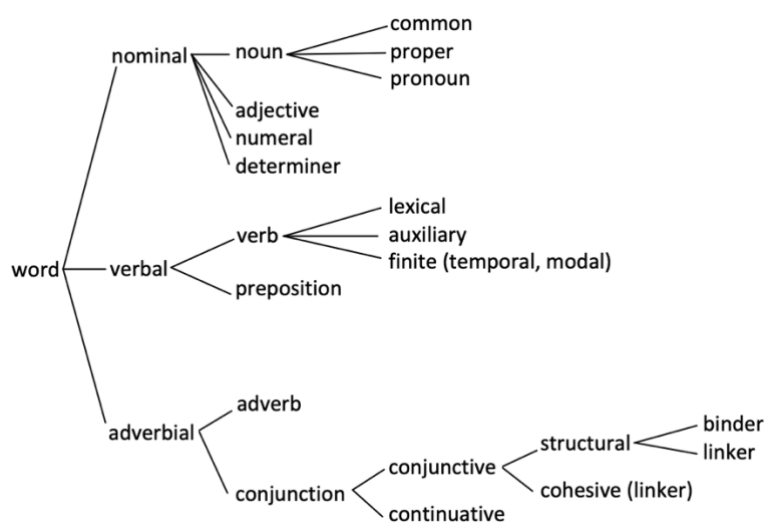 common
nominal noun proper
pronoun
adjective
numeral
determiner
lexical
verb auxiliary
finite (temporal, modal)
word verbal
preposition
adverb
adverbial
binder
structural
linker
conjunctive
cohesive (linker)
conjunction
continuative